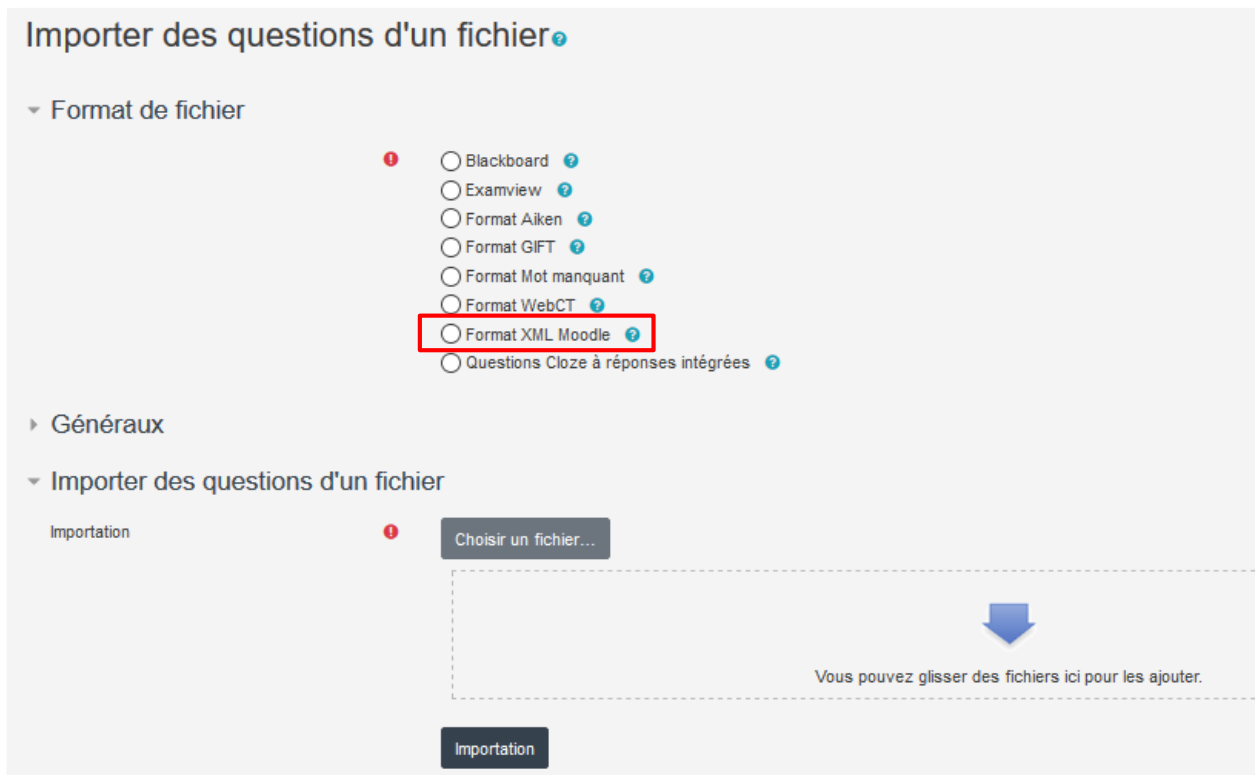 Importer des questions d'un fichier
Format de fichier
Blackboard
Examview
Format Aiken
Format GIFT
Format Mot manquant
Format WebCT
Format XML Moodle
Questions Cloze à réponses intégrées
Généraux
Importer des questions d'un fichier
Importation
Choisir un fichier...
Vous pouvez glisser des fichiers ici pour les ajouter.
Importation